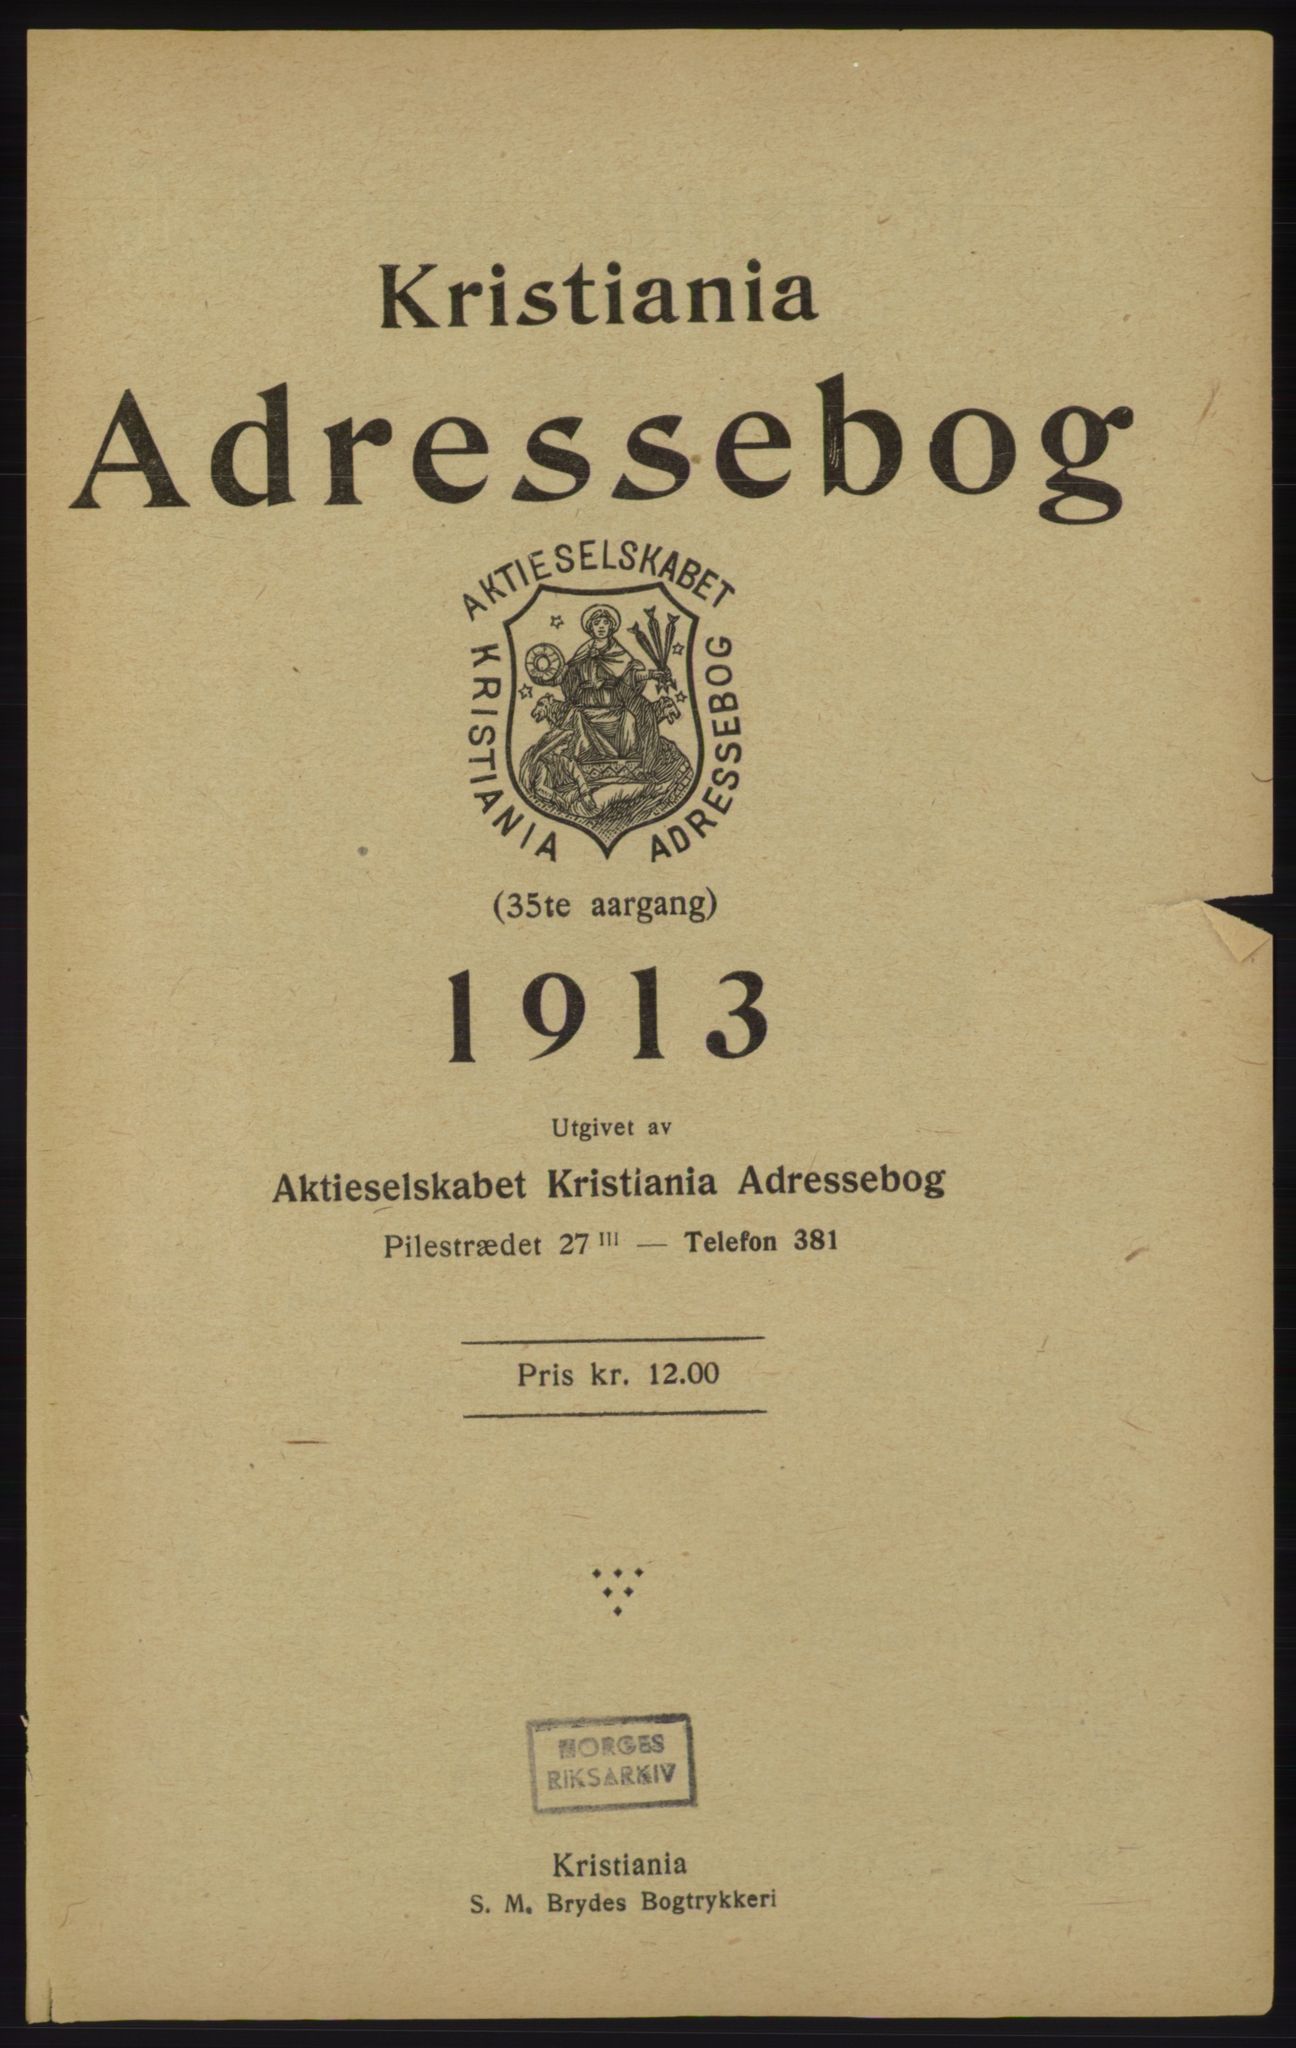 Kristiania
Adressebog
AKTIESELSKABET
KRISTIANIA ADRESSEBOG
(35te aargang)
1913
Utgivet av
Aktieselskabet Kristiania Adressebog
Pilestrædet 27 III — Telefon 381
Pris kr. 12.00
NORGES
RIKSARKIV
Kristiania
S. M. Brydes Bogtrykkeri